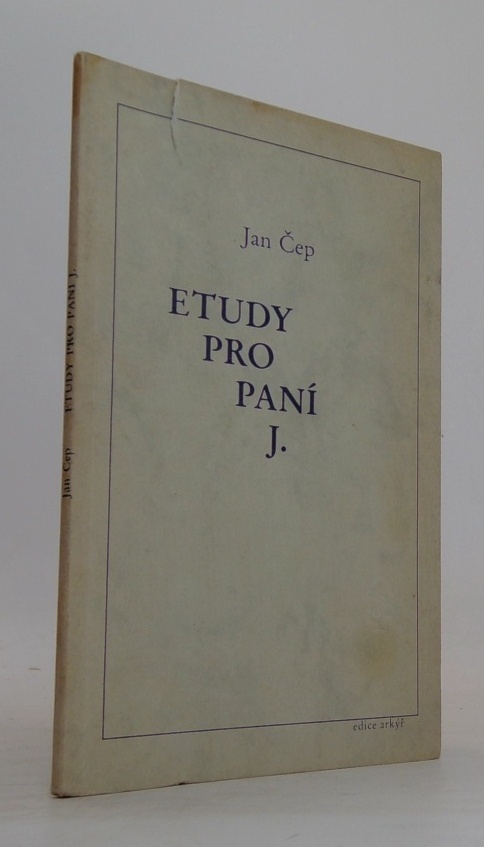 Jan Čep
ETUDY
PRO
PANÍ
J.
edice arkýř
Jan Čep ETUDY PRO PANÍ J.